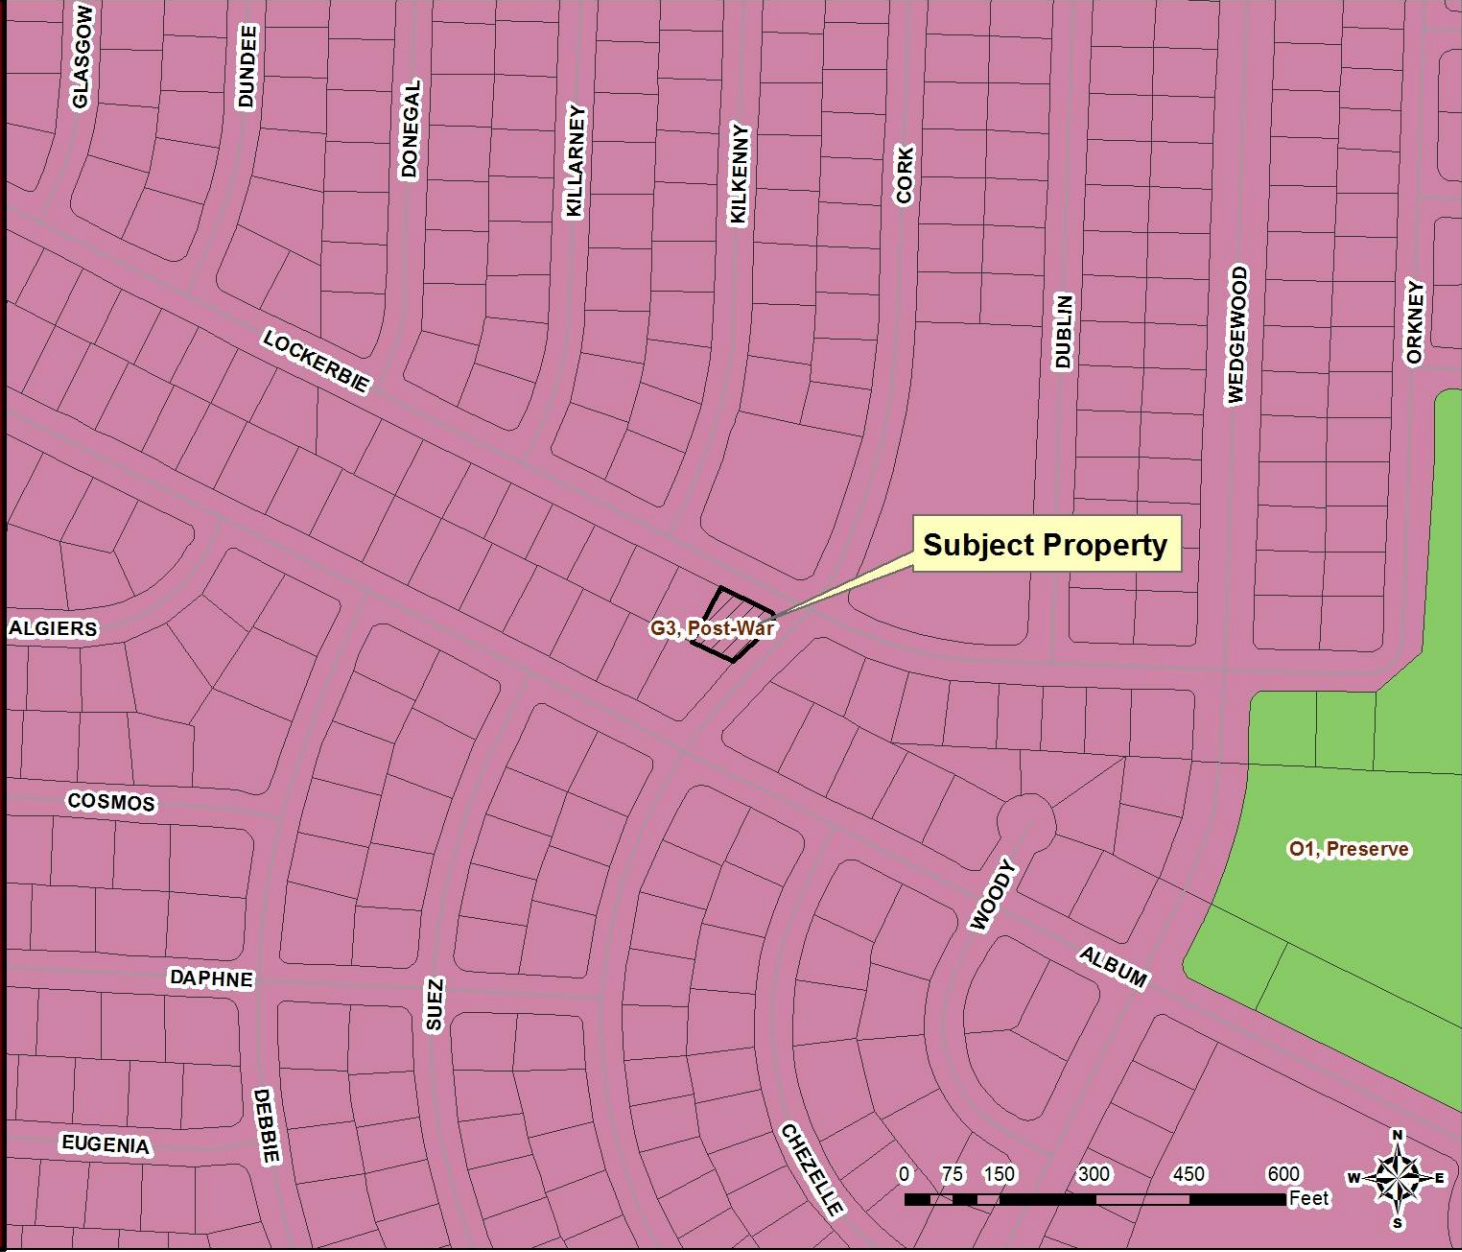 GLASGOW
DUNDEE
DONEGAL
KILLARNEY
KILKENNY
CORK
DUBLIN
WEDGEWOOD
ORKNEY
LOCKERBIE
Subject Property
G3, Post-War
ALGIERS
COSMOS
O1, Preserve
WOODY
ALBUM
DAPHNE
SUEZ
DEBBIE
EUGENIA
CHEZELLE
0 75 150 300 450 600
Feet
N
W E
S